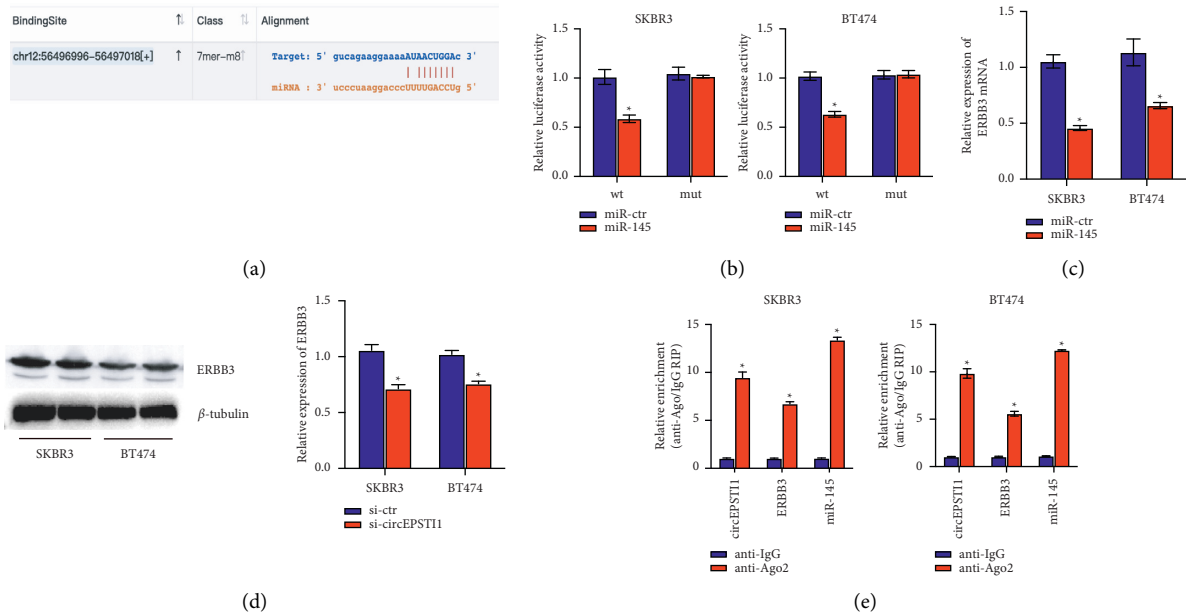 BindingSite ⇅ Class ⇅ Alignment
chr12:56496996–56497018[+] ↑ 7mer-m8↑ Target: 5' gucagaaggaaaaAUAACUGGAc 3'
miRNA : 3' ucccuaaggacccUUUUGACCUg 5'
(a)
SKBR3
Relative luciferase activity
1.5
1.0
0.5
0.0
*
wt mut
miR-ctr
miR-145
BT474
Relative luciferase activity
1.5
1.0
0.5
0.0
*
wt mut
miR-ctr
miR-145
(b)
Relative expression of
ERBB3 mRNA
1.5
1.0
0.5
0.0
* *
SKBR3 BT474
miR-ctr
miR-145
(c)
ERBB3
β-tubulin
SKBR3 BT474
Relative expression of ERBB3
1.5
1.0
0.5
0.0
* *
SKBR3 BT474
si-ctr
si-circEPSTI1
(d)
SKBR3
Relative enrichment
(anti-Ago/IgG RIP)
15
10
5
0
* * *
circEPSTI1
ERBB3
miR-145
anti-IgG
anti-Ago2
BT474
Relative enrichment
(anti-Ago/IgG RIP)
15
10
5
0
* * *
circEPSTI1
ERBB3
miR-145
anti-IgG
anti-Ago2
(e)